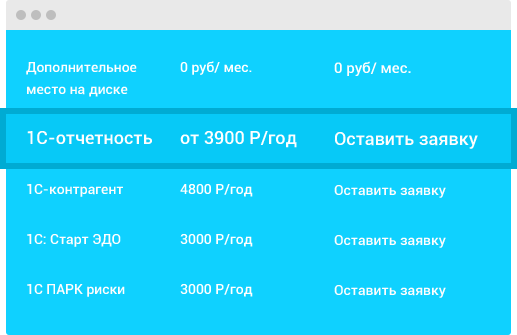 Дополнительное место на диске	0 руб/ мес.	0 руб/ мес.
1С-отчетность	от 3900 Р/год	Оставить заявку
1С-контрагент	4800 Р/год	Оставить заявку
1С: Старт ЭДО	3000 Р/год	Оставить заявку
1С ПАРК риски	3000 Р/год	Оставить заявку